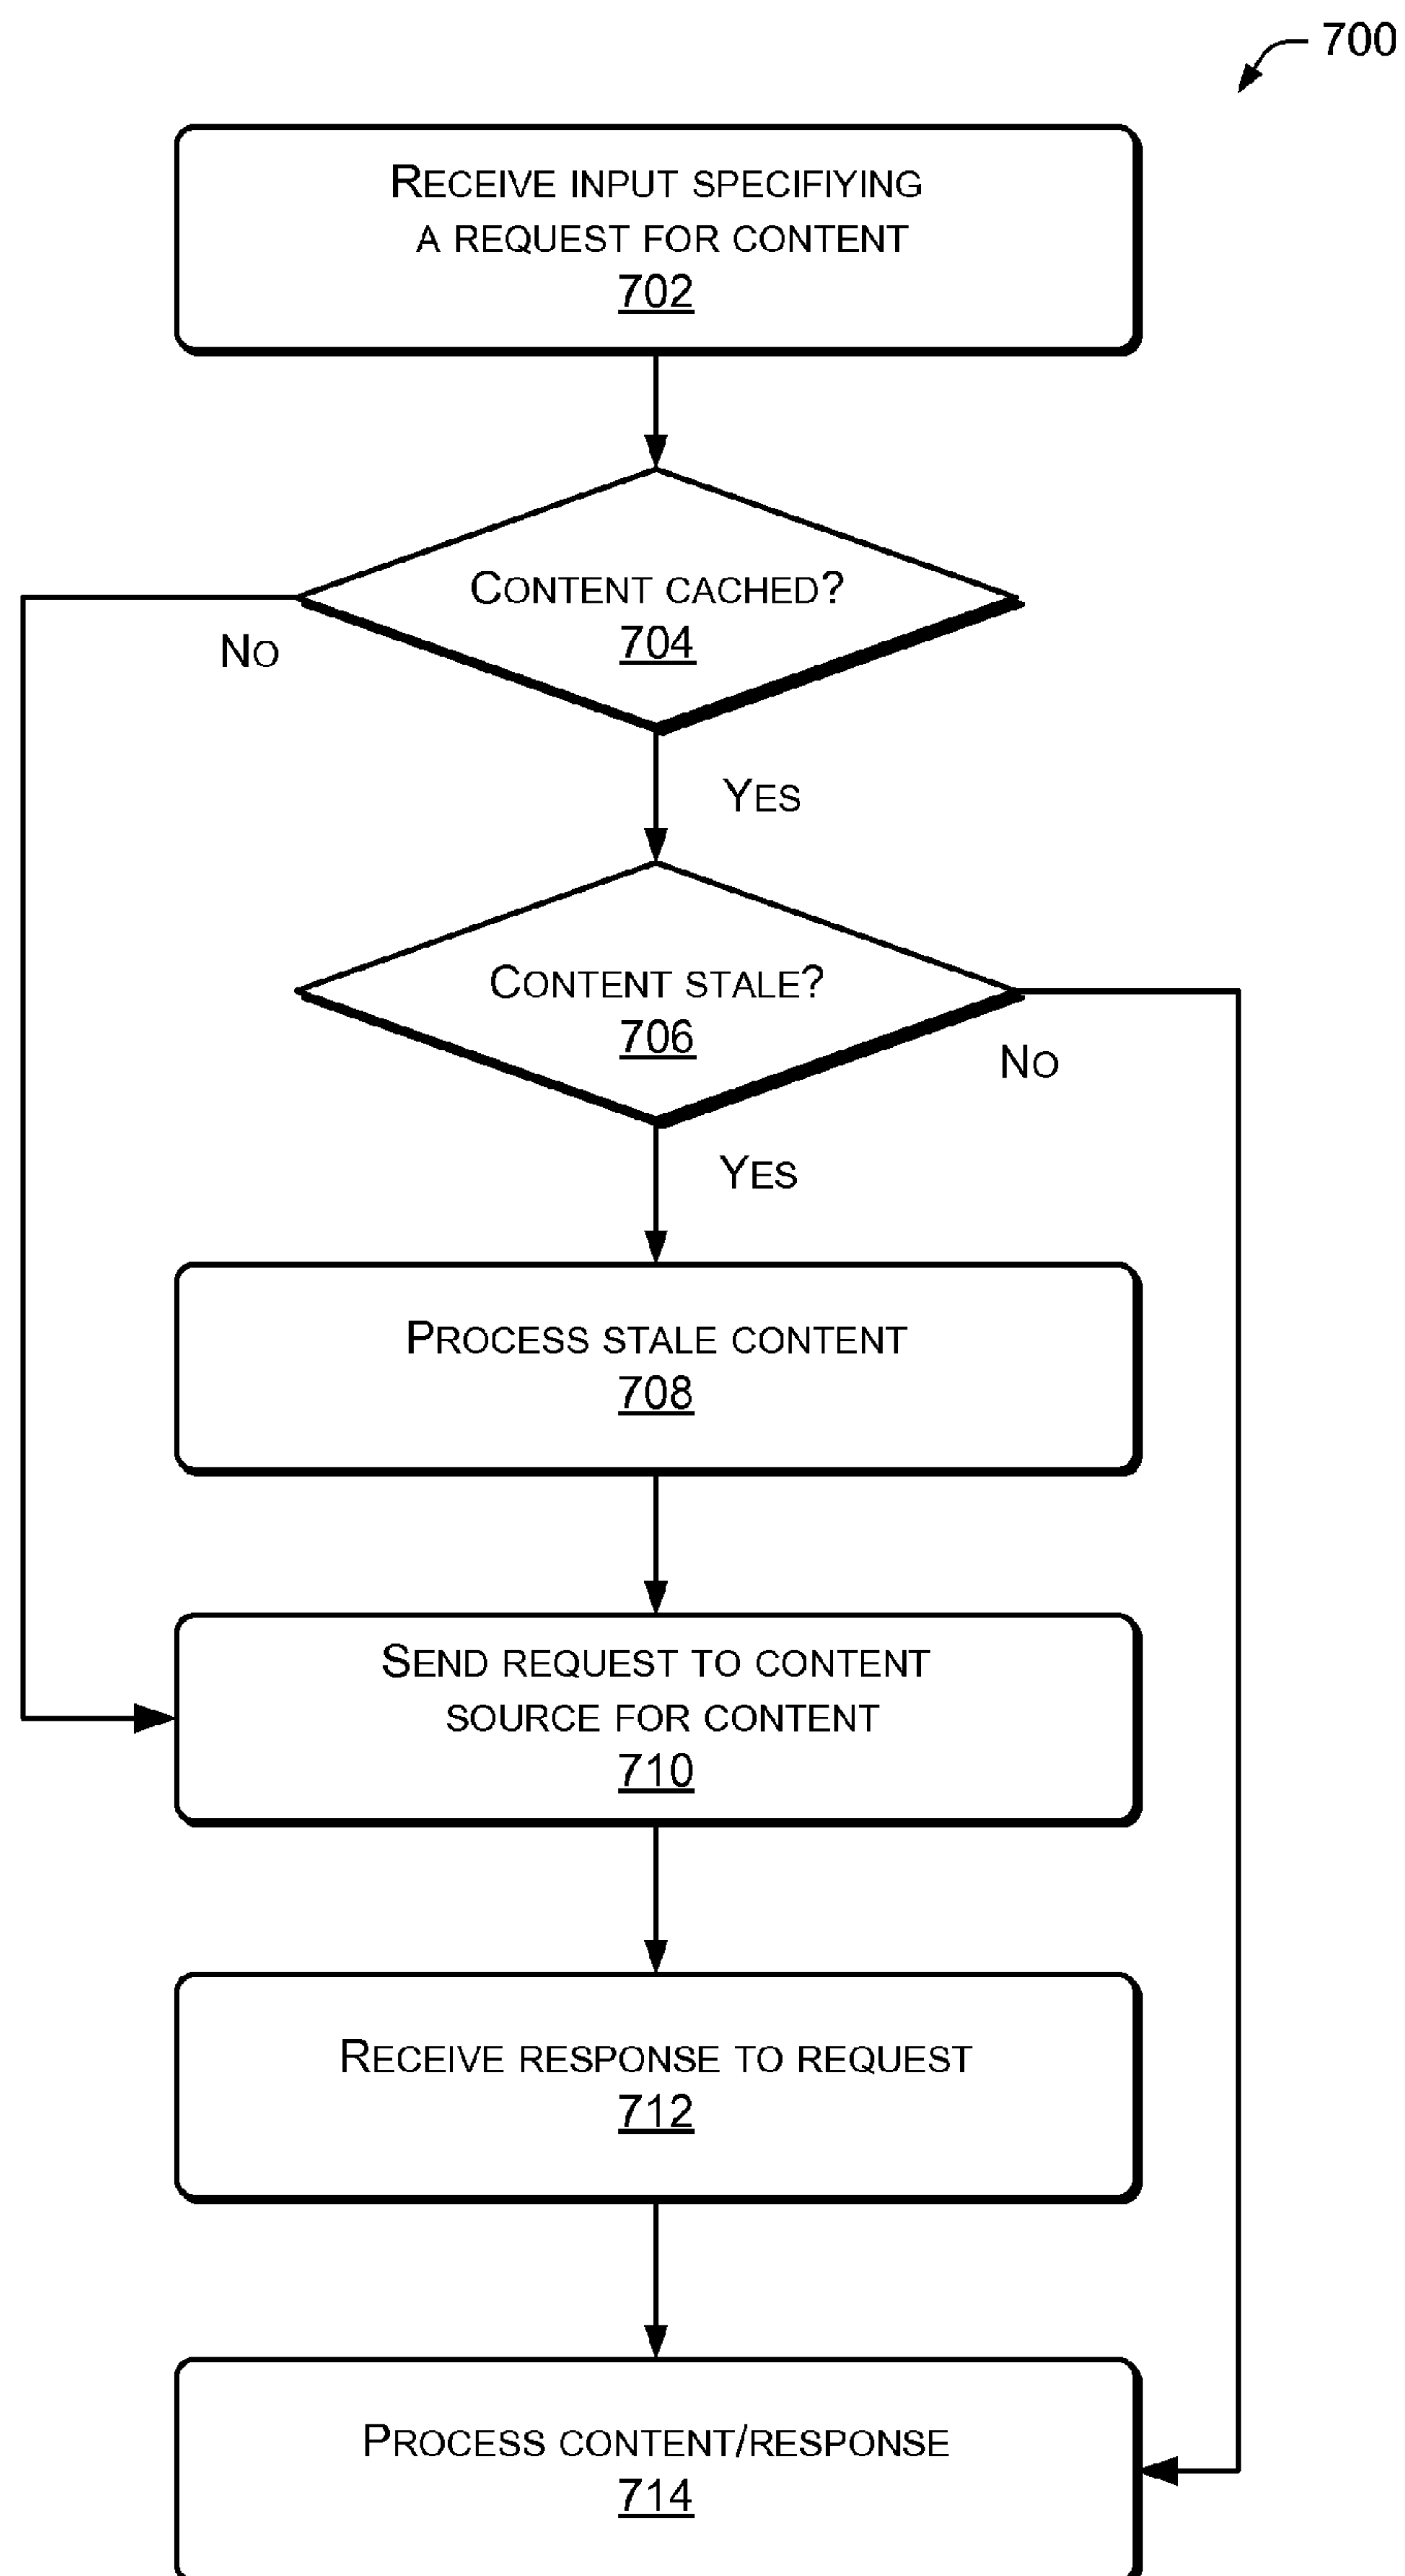 700
RECEIVE INPUT SPECIFIYING
A REQUEST FOR CONTENT
702
CONTENT CACHED?
704
NO
YES
CONTENT STALE?
706
NO
YES
PROCESS STALE CONTENT
708
SEND REQUEST TO CONTENT
SOURCE FOR CONTENT
710
RECEIVE RESPONSE TO REQUEST
712
PROCESS CONTENT/RESPONSE
714